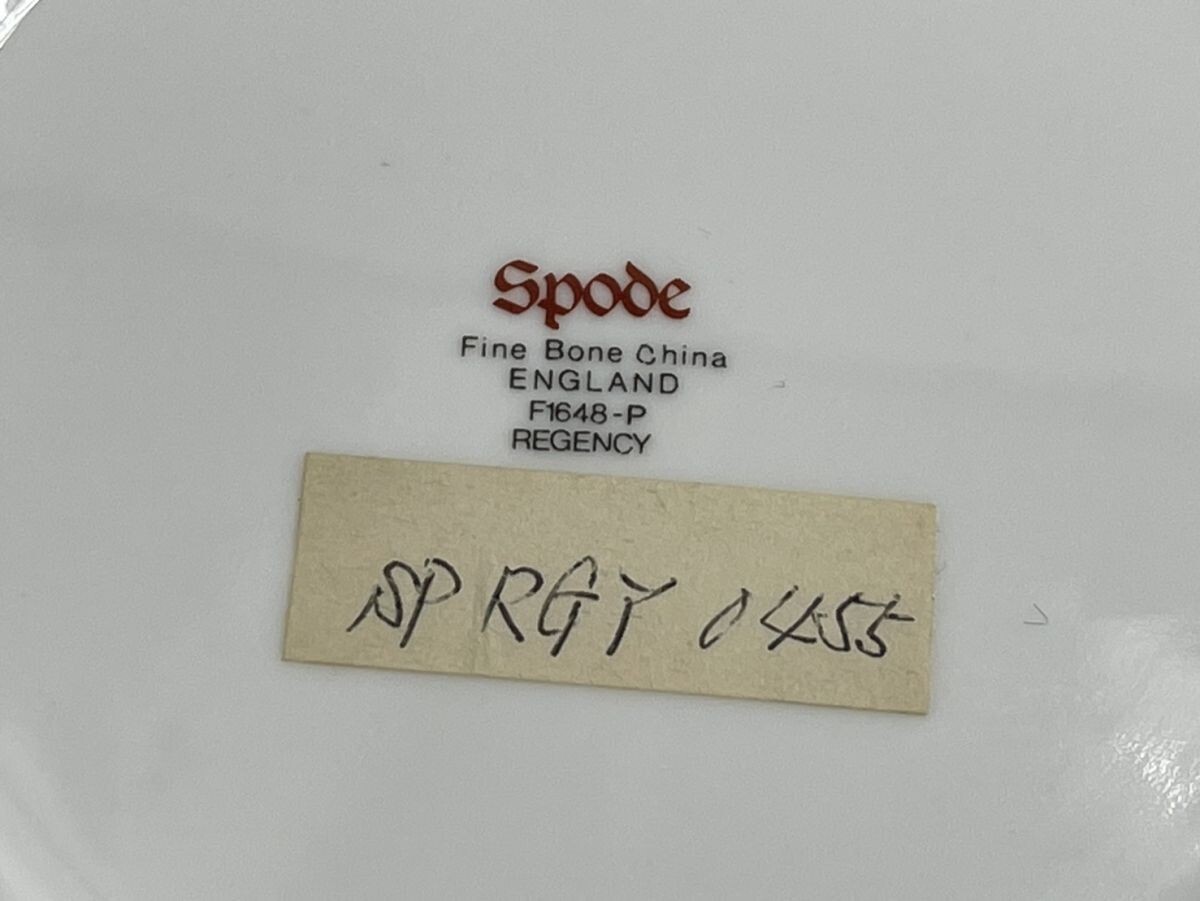 Spode
Fine Bone China
ENGLAND
F1648-P
REGENCY
SP RGY 0455